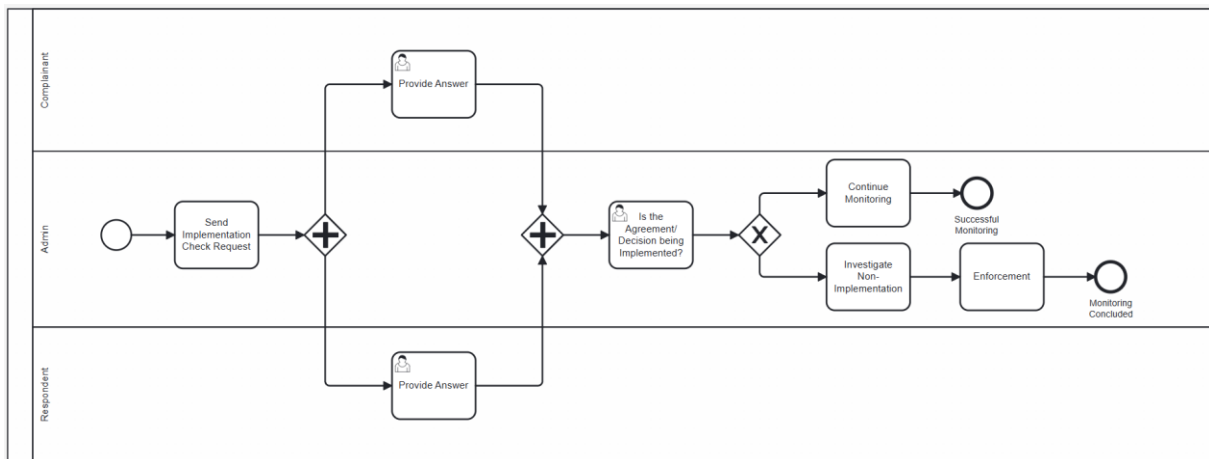 Complainant
Provide Answer
Admin
Send
Implementation
Check Request
Is the
Agreement/
Decision being
Implemented?
Continue
Monitoring
Successful
Monitoring
Investigate
Non-
Implementation
Enforcement
Monitoring
Concluded
Respondent
Provide Answer